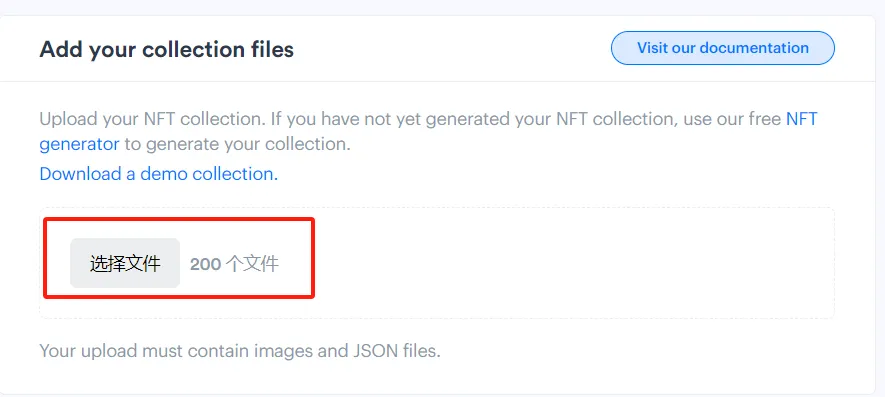 Add your collection files
Visit our documentation
Upload your NFT collection. If you have not yet generated your NFT collection, use our free NFT
generator to generate your collection.
Download a demo collection.
选择文件 200 个文件
Your upload must contain images and JSON files.